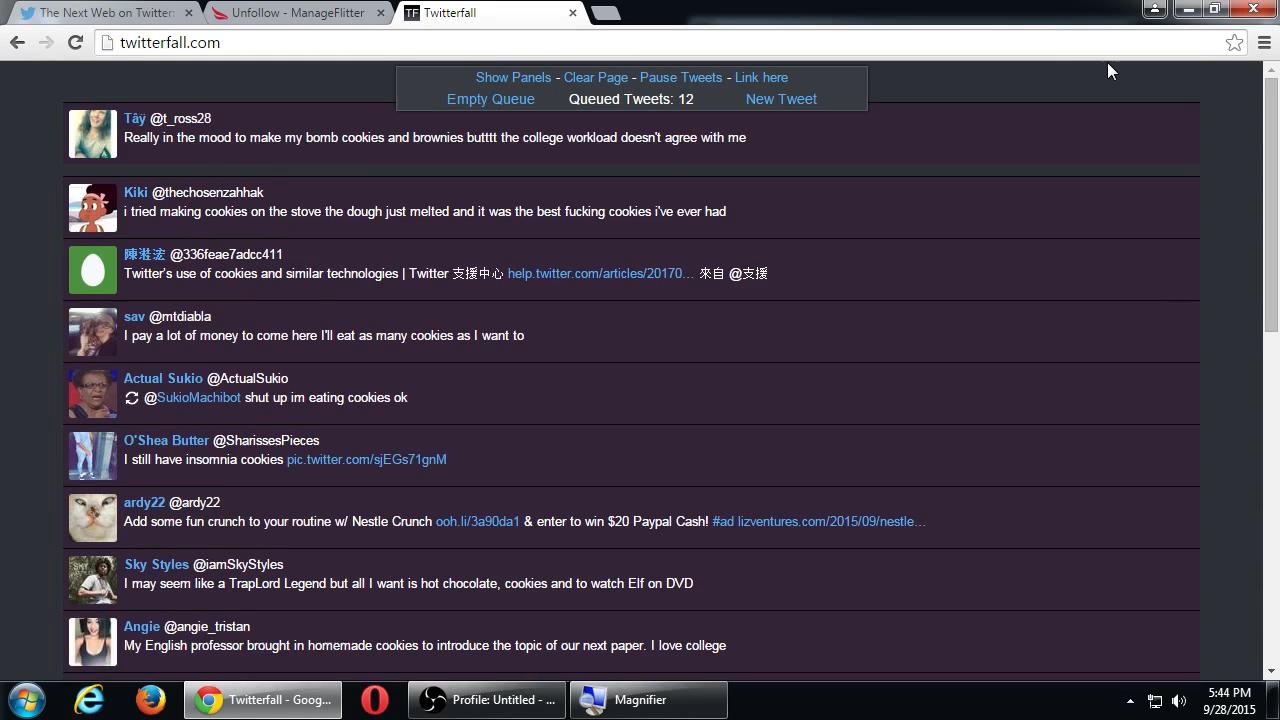 The Next Web on Twitter:
Unfollow - ManageFlitter
TF Twitterfall
twitterfall.com
Show Panels - Clear Page - Pause Tweets - Link here
Empty Queue Queued Tweets: 12 New Tweet
Tâÿ @t_ross28
Really in the mood to make my bomb cookies and brownies butttt the college workload doesn't agree with me
Kiki @thechosenzahhak
i tried making cookies on the stove the dough just melted and it was the best fucking cookies i've ever had
@336feae7adcc411
Twitter's use of cookies and similar technologies | Twitter 支援中心 help.twitter.com/articles/20170... 來自 @支援
sav @mtdiabla
I pay a lot of money to come here I'll eat as many cookies as I want to
Actual Sukio @ActualSukio
@SukioMachibot shut up im eating cookies ok
O'Shea Butter @SharissesPieces
I still have insomnia cookies pic.twitter.com/sjEGs71gnM
ardy22 @ardy22
Add some fun crunch to your routine w/ Nestle Crunch ooh.li/3a90da1 & enter to win $20 Paypal Cash! #ad lizventures.com/2015/09/nestle...
Sky Styles @iamSkyStyles
I may seem like a TrapLord Legend but all I want is hot chocolate, cookies and to watch Elf on DVD
Angie @angie_tristan
My English professor brought in homemade cookies to introduce the topic of our next paper. I love college
Twitterfall - Goog...
Profile: Untitled - ...
Magnifier
5:44 PM
9/28/2015